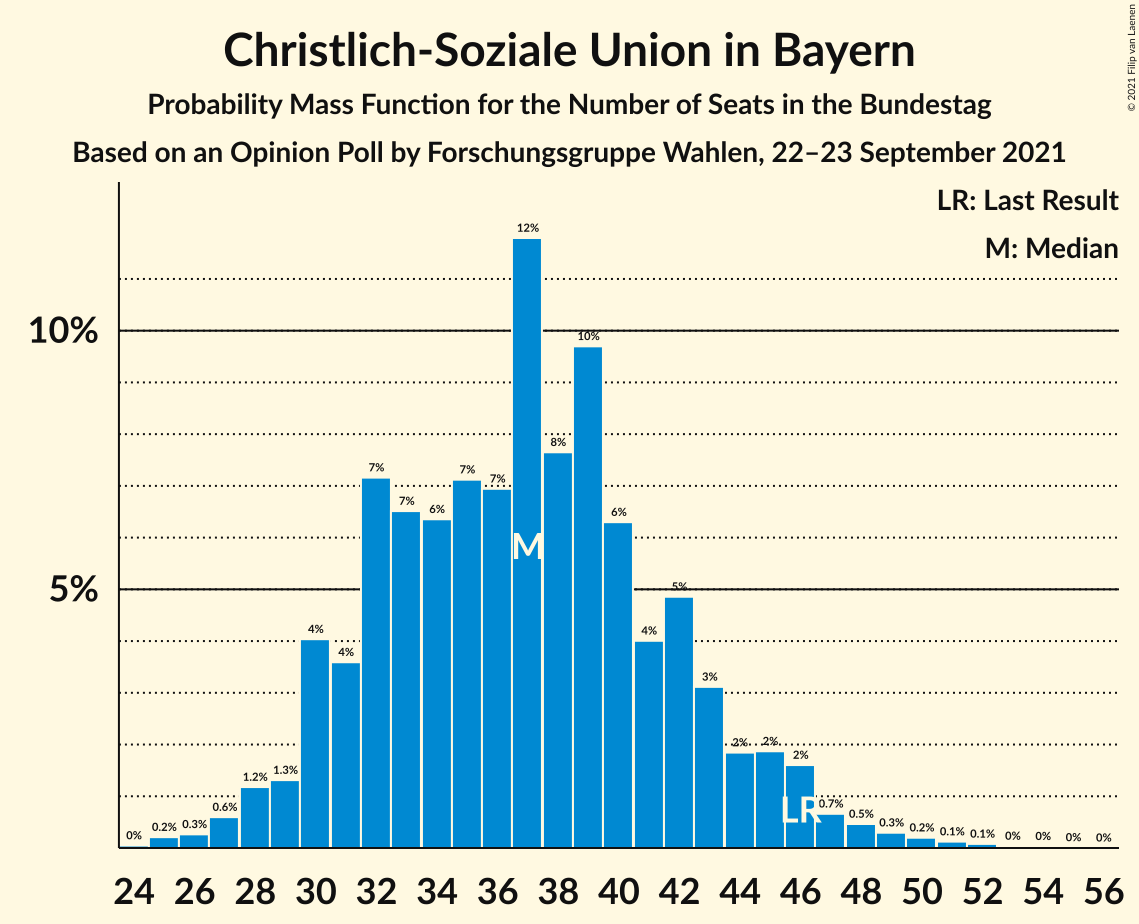 Christlich-Soziale Union in Bayern
Probability Mass Function for the Number of Seats in the Bundestag
Based on an Opinion Poll by Forschungsgruppe Wahlen, 22–23 September 2021
© 2021 Filip van Laenen
LR: Last Result
M: Median
10%
5%
0% 0.2% 0.3% 0.6% 1.2% 1.3% 4% 4% 7% 7% 6% 7% 7% 12% 8% 10% 6% 4% 5% 3% 2% 2% 2% 0.7% 0.5% 0.3% 0.2% 0.1% 0.1% 0% 0% 0% 0%
M
LR
24 26 28 30 32 34 36 38 40 42 44 46 48 50 52 54 56